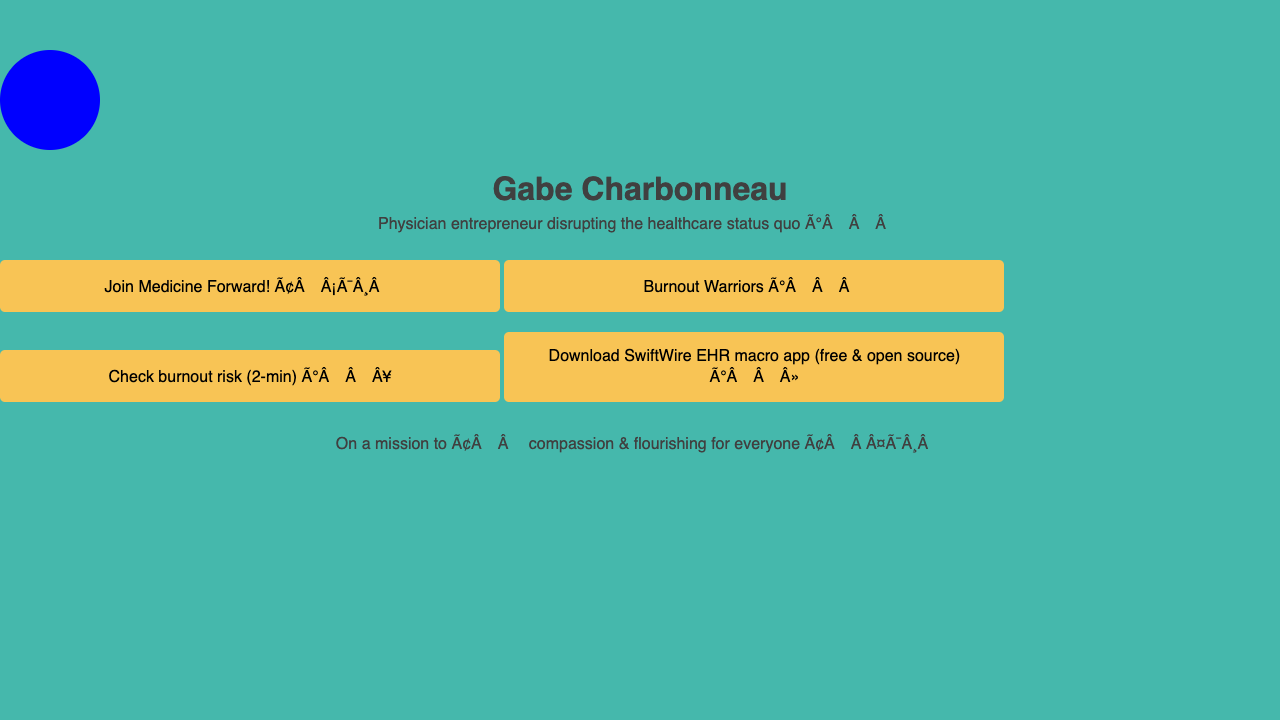 Gabe Charbonneau
Physician entrepreneur disrupting the healthcare status quo Ã°Â Â Â
Join Medicine Forward! Ã¢Â Â¡Ã¯Â¸Â
Burnout Warriors Ã°Â Â Â
Check burnout risk (2-min) Ã°Â Â Â¥
Download SwiftWire EHR macro app (free & open source)
Ã°Â Â Â»
On a mission to Ã¢Â Â compassion & flourishing for everyone Ã¢Â Â Â¤Ã¯Â¸Â